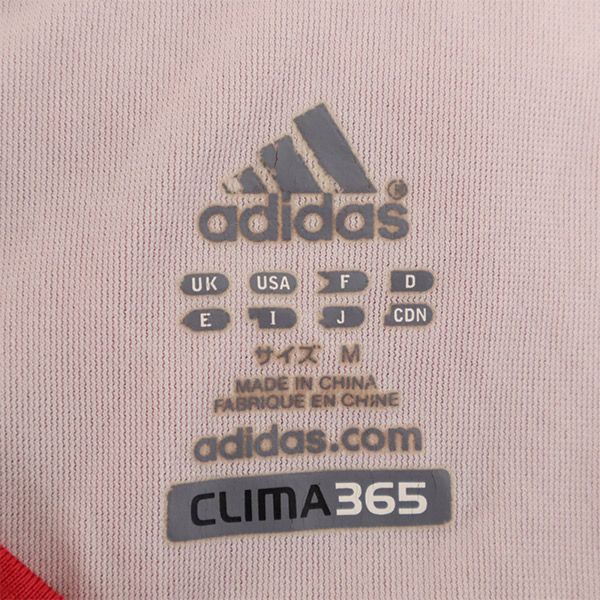 adidas®
UK USA F D
E I J CDN
サイズ M
MADE IN CHINA
FABRIQUE EN CHINE
adidas.com
CLIMA365